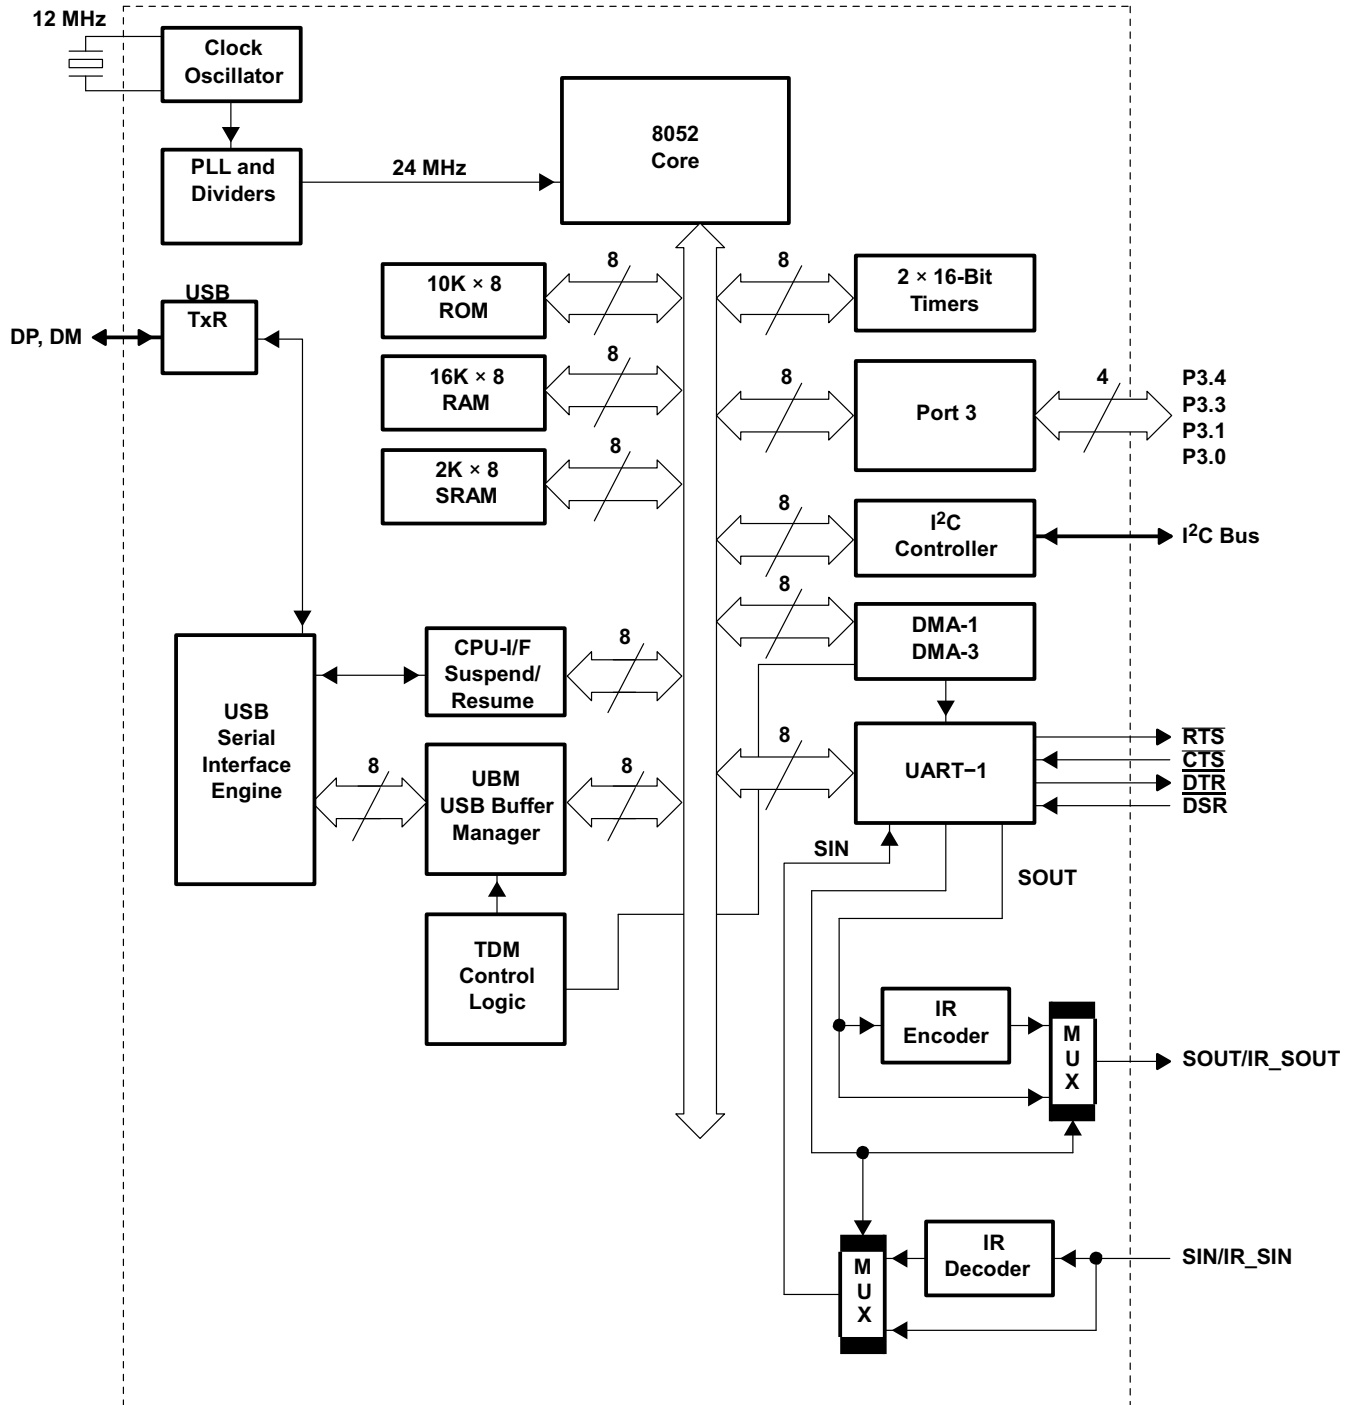 12 MHz
Clock
Oscillator
PLL and
Dividers
24 MHz
8052
Core
8
10K × 8
ROM
8
2 × 16-Bit
Timers
USB
TxR
DP, DM
8
16K × 8
RAM
8
Port 3
4
P3.4
P3.3
P3.1
P3.0
8
2K × 8
SRAM
8
I²C
Controller
I²C Bus
8
DMA-1
DMA-3
USB
Serial
Interface
Engine
CPU-I/F
Suspend/
Resume
8
8
UBM
USB Buffer
Manager
8
8
UART−1
RTS
CTS
DTR
DSR
SIN
SOUT
TDM
Control
Logic
IR
Encoder
M
U
X
SOUT/IR_SOUT
M
U
X
IR
Decoder
SIN/IR_SIN